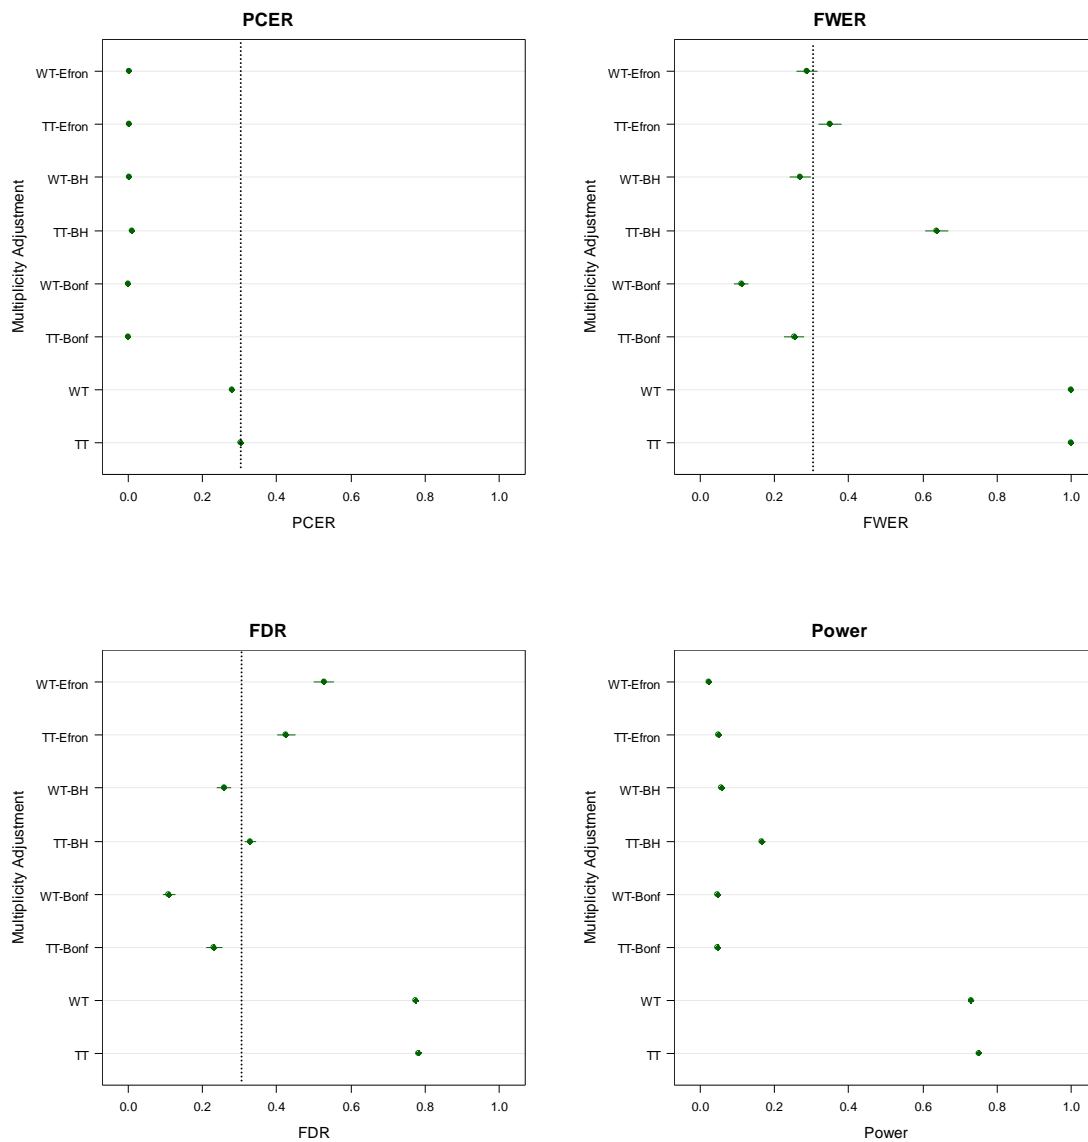 PCER
Multiplicity Adjustment
WT-Efron
TT-Efron
WT-BH
TT-BH
WT-Bonf
TT-Bonf
WT
TT
0.0 0.2 0.4 0.6 0.8 1.0
PCER
FWER
Multiplicity Adjustment
WT-Efron
TT-Efron
WT-BH
TT-BH
WT-Bonf
TT-Bonf
WT
TT
0.0 0.2 0.4 0.6 0.8 1.0
FWER
FDR
Multiplicity Adjustment
WT-Efron
TT-Efron
WT-BH
TT-BH
WT-Bonf
TT-Bonf
WT
TT
0.0 0.2 0.4 0.6 0.8 1.0
FDR
Power
Multiplicity Adjustment
WT-Efron
TT-Efron
WT-BH
TT-BH
WT-Bonf
TT-Bonf
WT
TT
0.0 0.2 0.4 0.6 0.8 1.0
Power